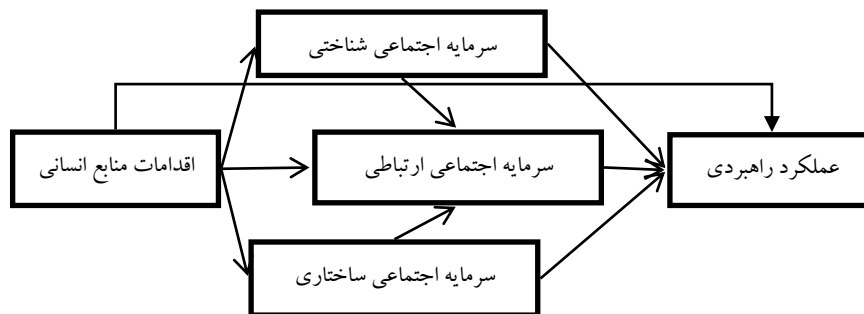 سرمایه اجتماعی شناختی
عملکرد راهبردی
سرمایه اجتماعی ارتباطی
اقدامات منابع انسانی
سرمایه اجتماعی ساختاری